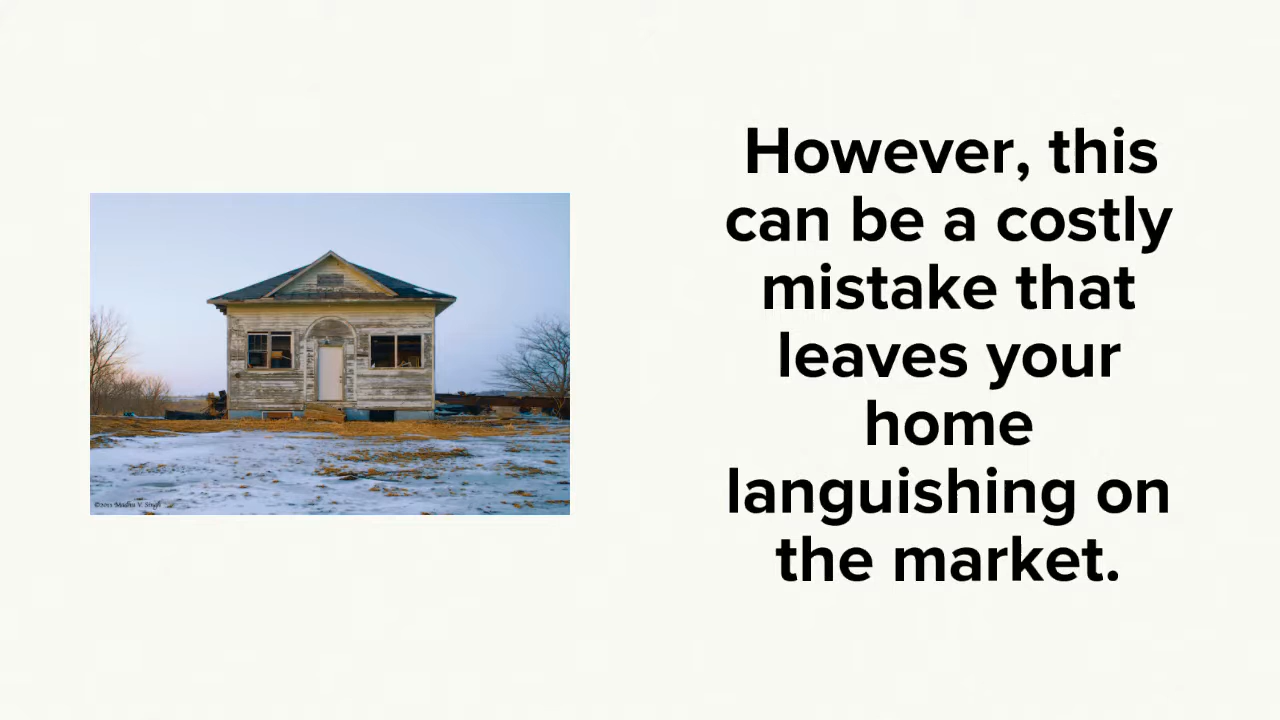 However, this
can be a costly
mistake that
leaves your
home
languishing on
the market.